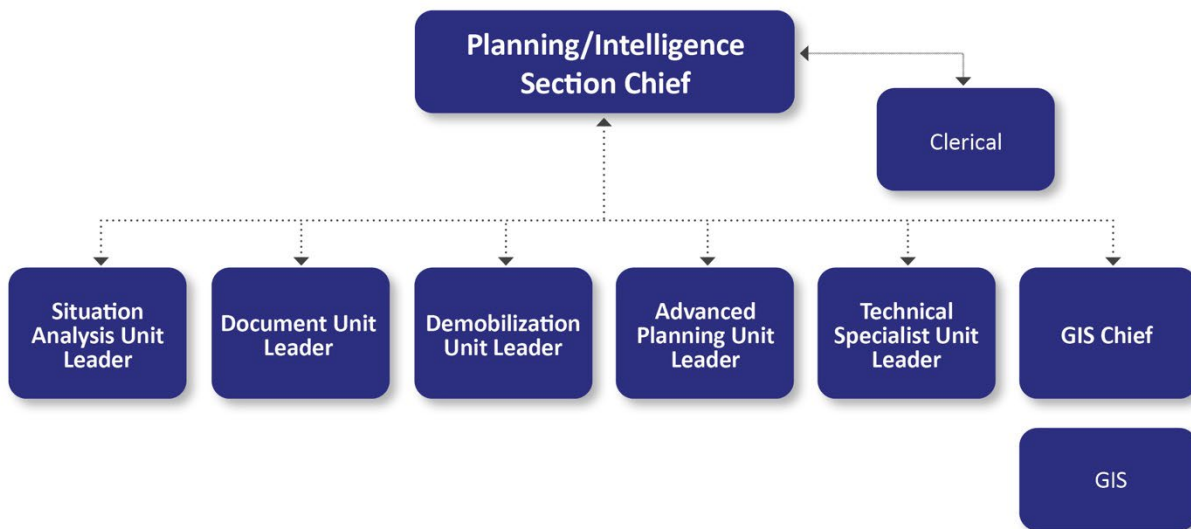 Planning/Intelligence
Section Chief
Clerical
Situation
Analysis Unit
Leader
Document Unit
Leader
Demobilization
Unit Leader
Advanced
Planning Unit
Leader
Technical
Specialist Unit
Leader
GIS Chief
GIS